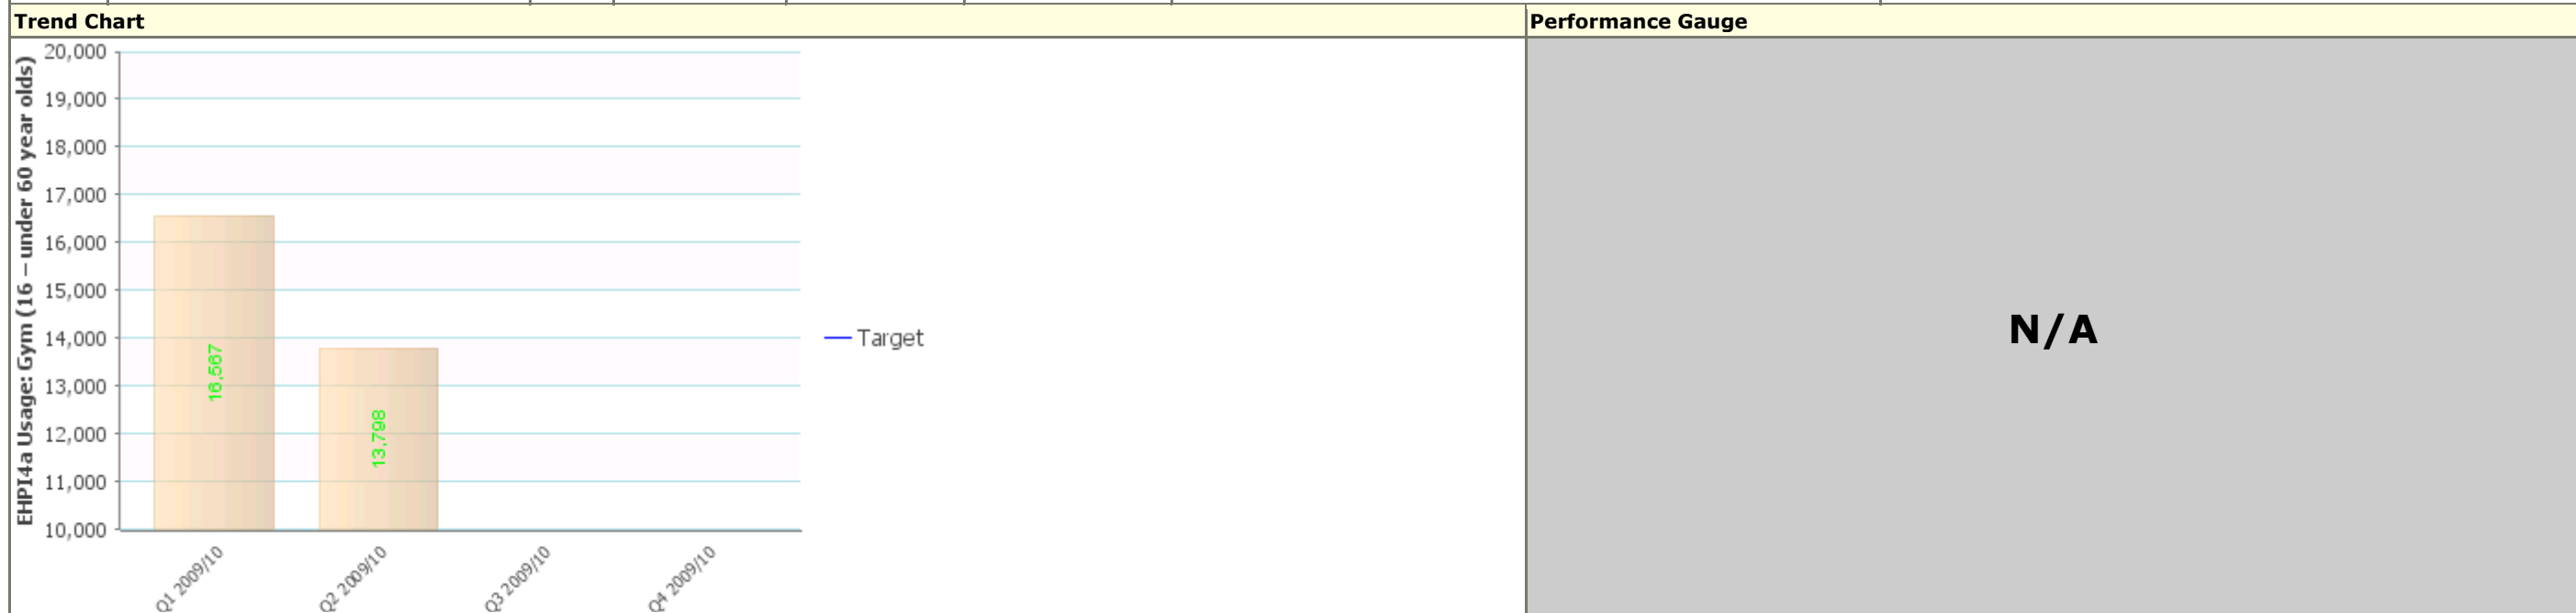 Trend Chart
Performance Gauge
EHPI4a Usage: Gym (16 – under 60 year olds)
20,000
19,000
18,000
17,000
16,000
15,000
14,000
13,000
12,000
11,000
10,000
16,567
13,798
Q1 2009/10
Q2 2009/10
Q3 2009/10
Q4 2009/10
Target
N/A